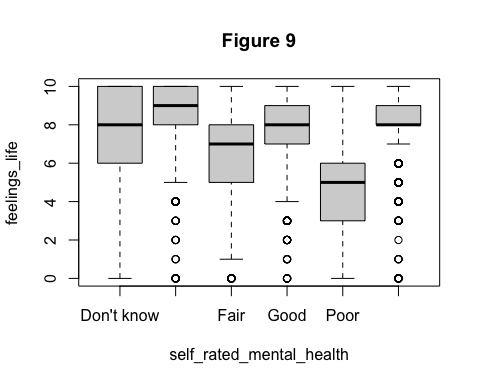 Figure 9
feelings_life
10
8
6
4
2
0
Don't know Fair Good Poor
self_rated_mental_health